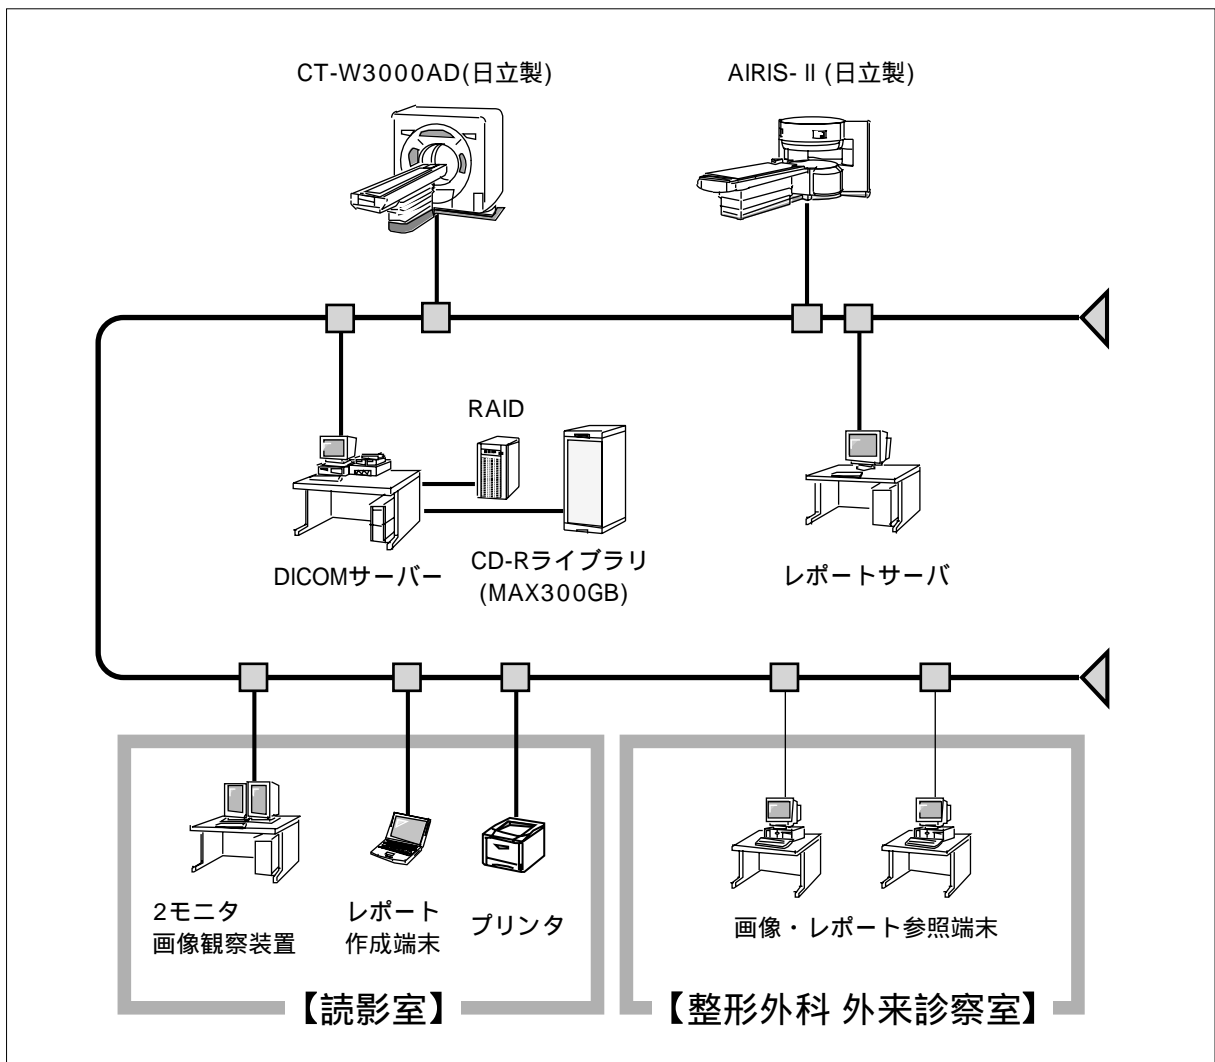 CT-W3000AD(日立製)
AIRIS-Ⅱ(日立製)
RAID
DICOMサーバー
CD-Rライブラリ
(MAX300GB)
レポートサーバ
2モニタ
画像観察装置
レポート
作成端末
プリンタ
画像・レポート参照端末
【読影室】
【整形外科 外来診察室】